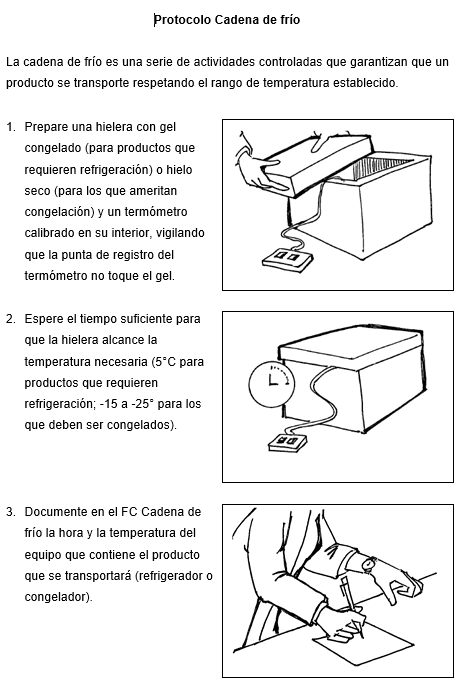 Protocolo Cadena de frío
La cadena de frío es una serie de actividades controladas que garantizan que un
producto se transporte respetando el rango de temperatura establecido.
1. Prepare una hielera con gel
congelado (para productos que
requieren refrigeración) o hielo
seco (para los que ameritan
congelación) y un termómetro
calibrado en su interior, vigilando
que la punta de registro del
termómetro no toque el gel.
2. Espere el tiempo suficiente para
que la hielera alcance la
temperatura necesaria (5°C para
productos que requieren
refrigeración; -15 a -25° para los
que deben ser congelados).
3. Documente en el FC Cadena de
frío la hora y la temperatura del
equipo que contiene el producto
que se transportará (refrigerador o
congelador).